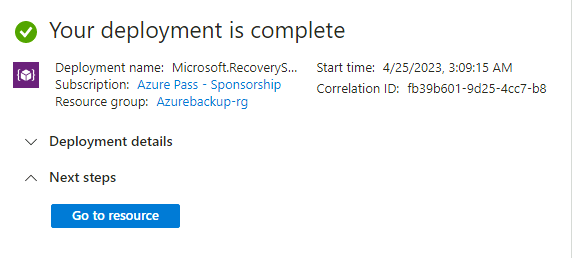 Your deployment is complete
Deployment name: Microsoft.RecoveryS... Start time: 4/25/2023, 3:09:15 AM
Subscription: Azure Pass - Sponsorship Correlation ID: fb39b601-9d25-4cc7-b8
Resource group: Azurebackup-rg
Deployment details
Next steps
Go to resource